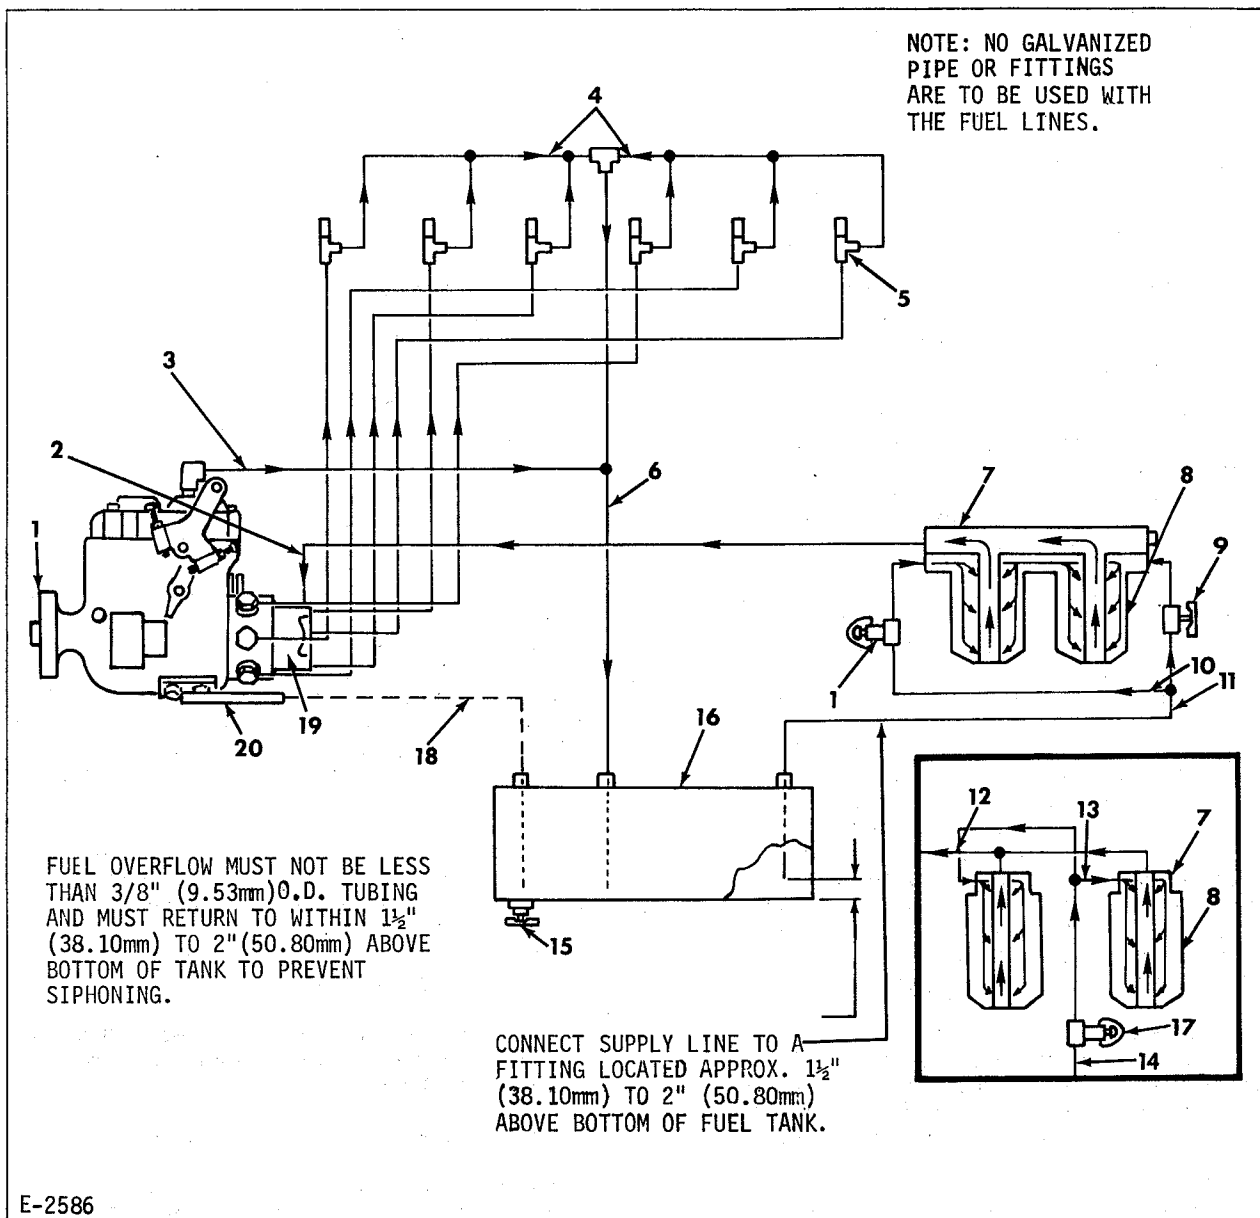 NOTE: NO GALVANIZED
PIPE OR FITTINGS
ARE TO BE USED WITH
THE FUEL LINES.
4
5
3
2
6
7
8
1
9
1
10
11
19
20
18
16
12
13
7
8
FUEL OVERFLOW MUST NOT BE LESS
THAN 3/8" (9.53mm)O.D. TUBING
AND MUST RETURN TO WITHIN 1½"
(38.10mm) TO 2"(50.80mm) ABOVE
BOTTOM OF TANK TO PREVENT
SIPHONING.
15
17
14
CONNECT SUPPLY LINE TO A
FITTING LOCATED APPROX. 1½"
(38.10mm) TO 2" (50.80mm)
ABOVE BOTTOM OF FUEL TANK.
E-2586